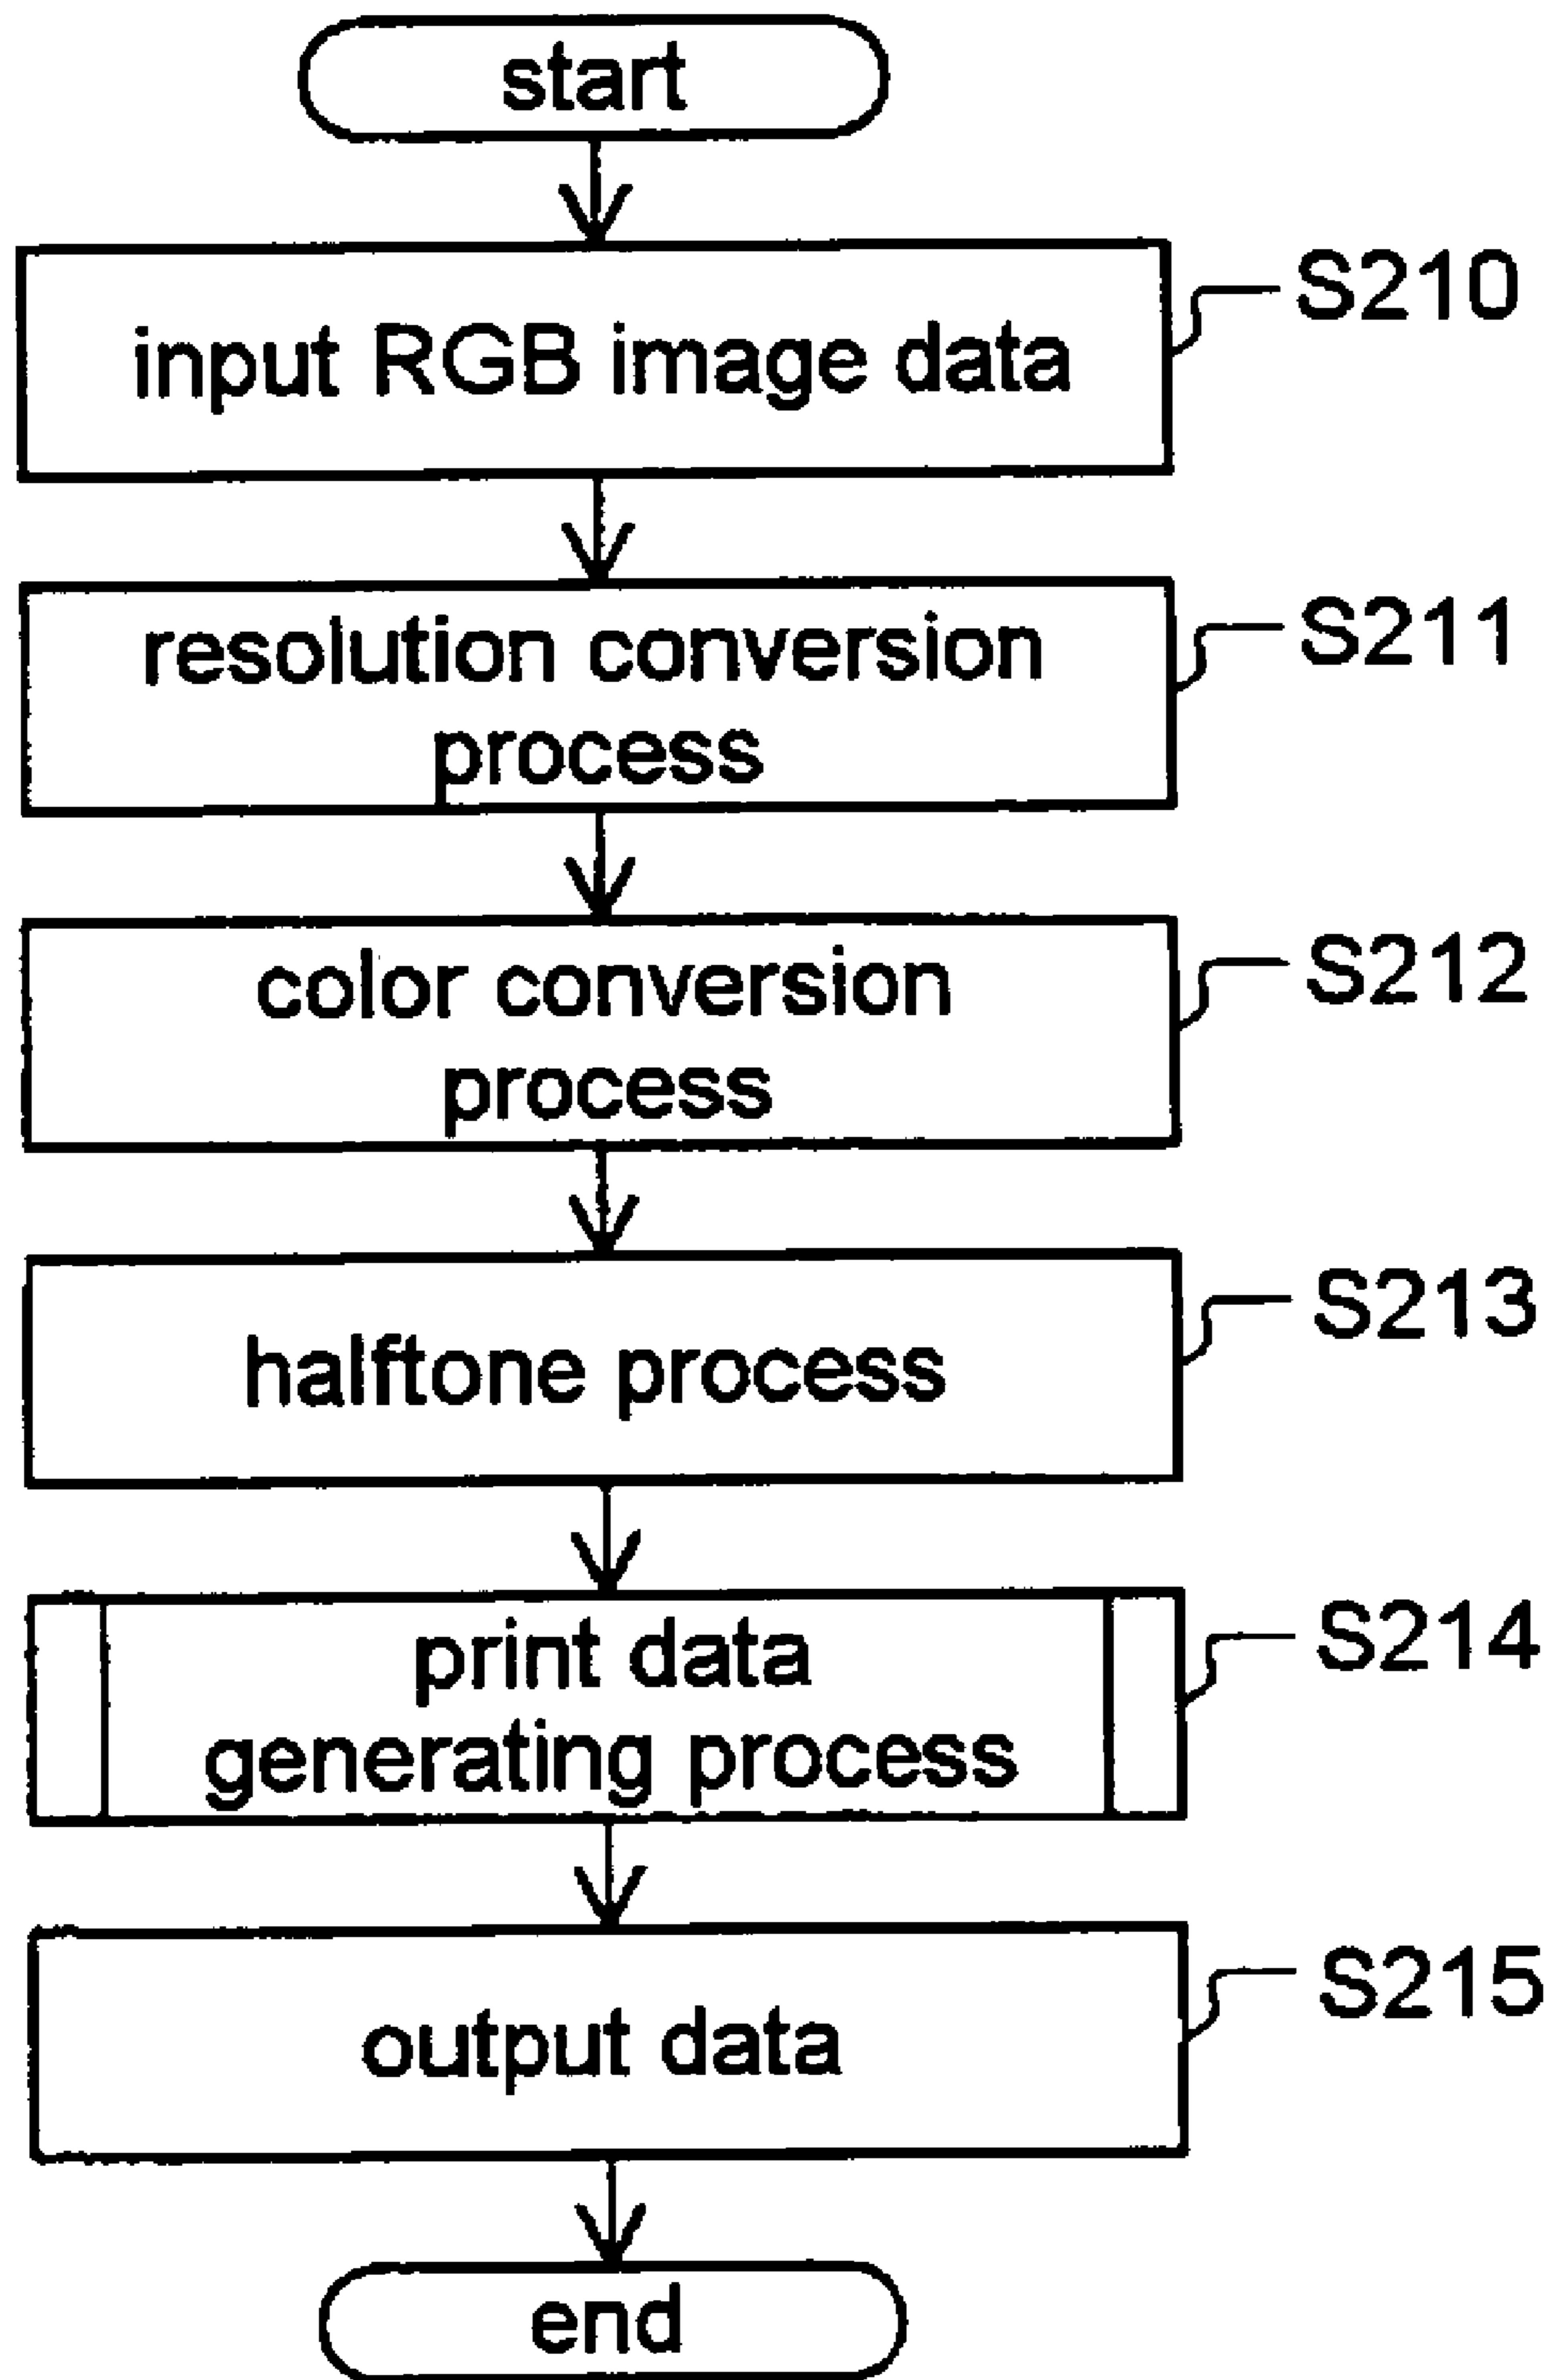 start
input RGB image data
S210
resolution conversion
process
S211
color conversion
process
S212
halftone process
S213
print data
generating process
S214
output data
S215
end